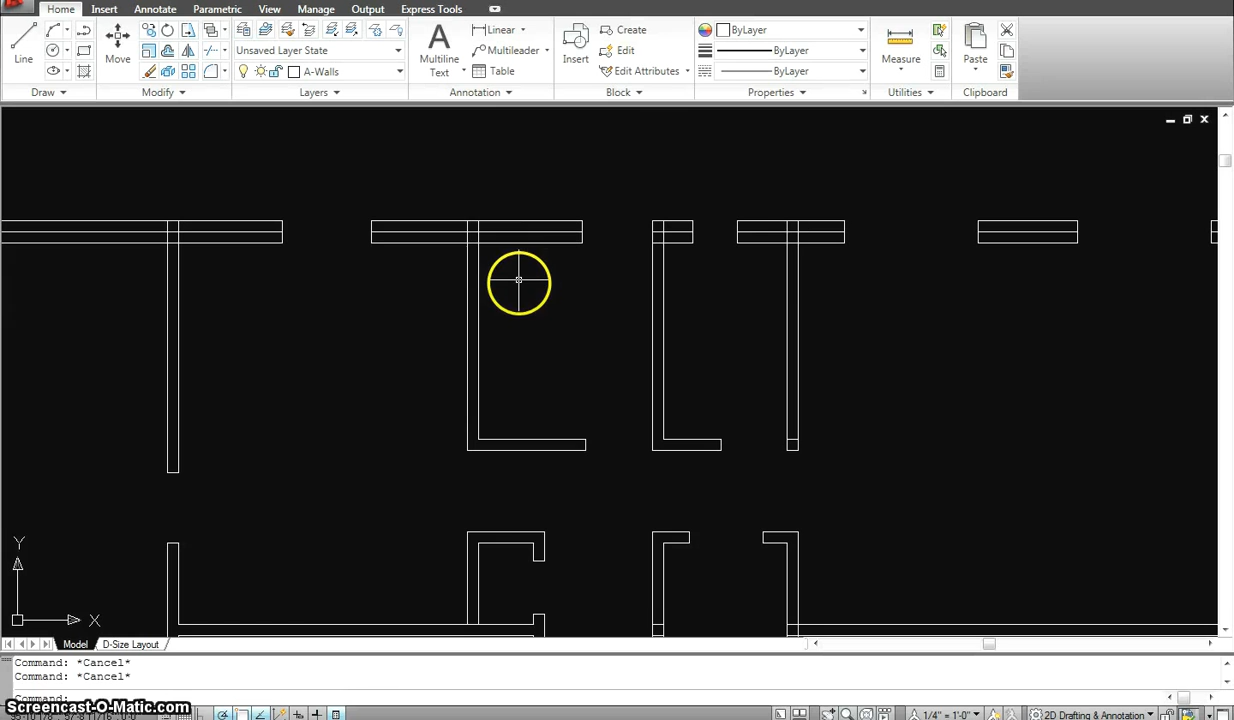 Home Insert Annotate Parametric View Manage Output Express Tools
Linear Create ByLayer
Unsaved Layer State Multileader Edit ByLayer
Line Move Multiline Text Insert Measure Paste
A-Walls Table Edit Attributes ByLayer
Draw Modify Layers Annotation Block Properties Utilities Clipboard
Y
X
Model D-Size Layout
Command: *Cancel*
Command: *Cancel*
Command:
Screencast-O-Matic.com
1/4" = 1'-0" 2D Drafting & Annotation